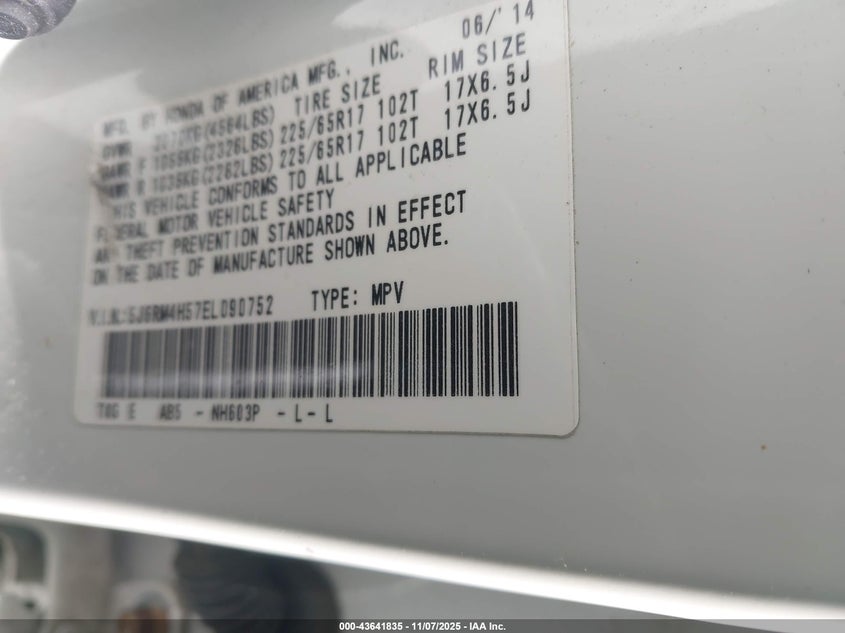 MFD. BY HONDA OF AMERICA MFG., INC. 06/'14
GVWR 2070KG(4564LBS) TIRE SIZE RIM SIZE
GAWR F 1055KG(2326LBS) 225/65R17 102T 17X6.5J
GAWR R 1035KG(2282LBS) 225/65R17 102T 17X6.5J
THIS VEHICLE CONFORMS TO ALL APPLICABLE
FEDERAL MOTOR VEHICLE SAFETY
AND THEFT PREVENTION STANDARDS IN EFFECT
ON THE DATE OF MANUFACTURE SHOWN ABOVE.
V.I.N.:5J6RM4H57EL090752 TYPE: MPV
T0G E AB5 - NH603P - L - L
000-43641835 - 11/07/2025 - IAA Inc.